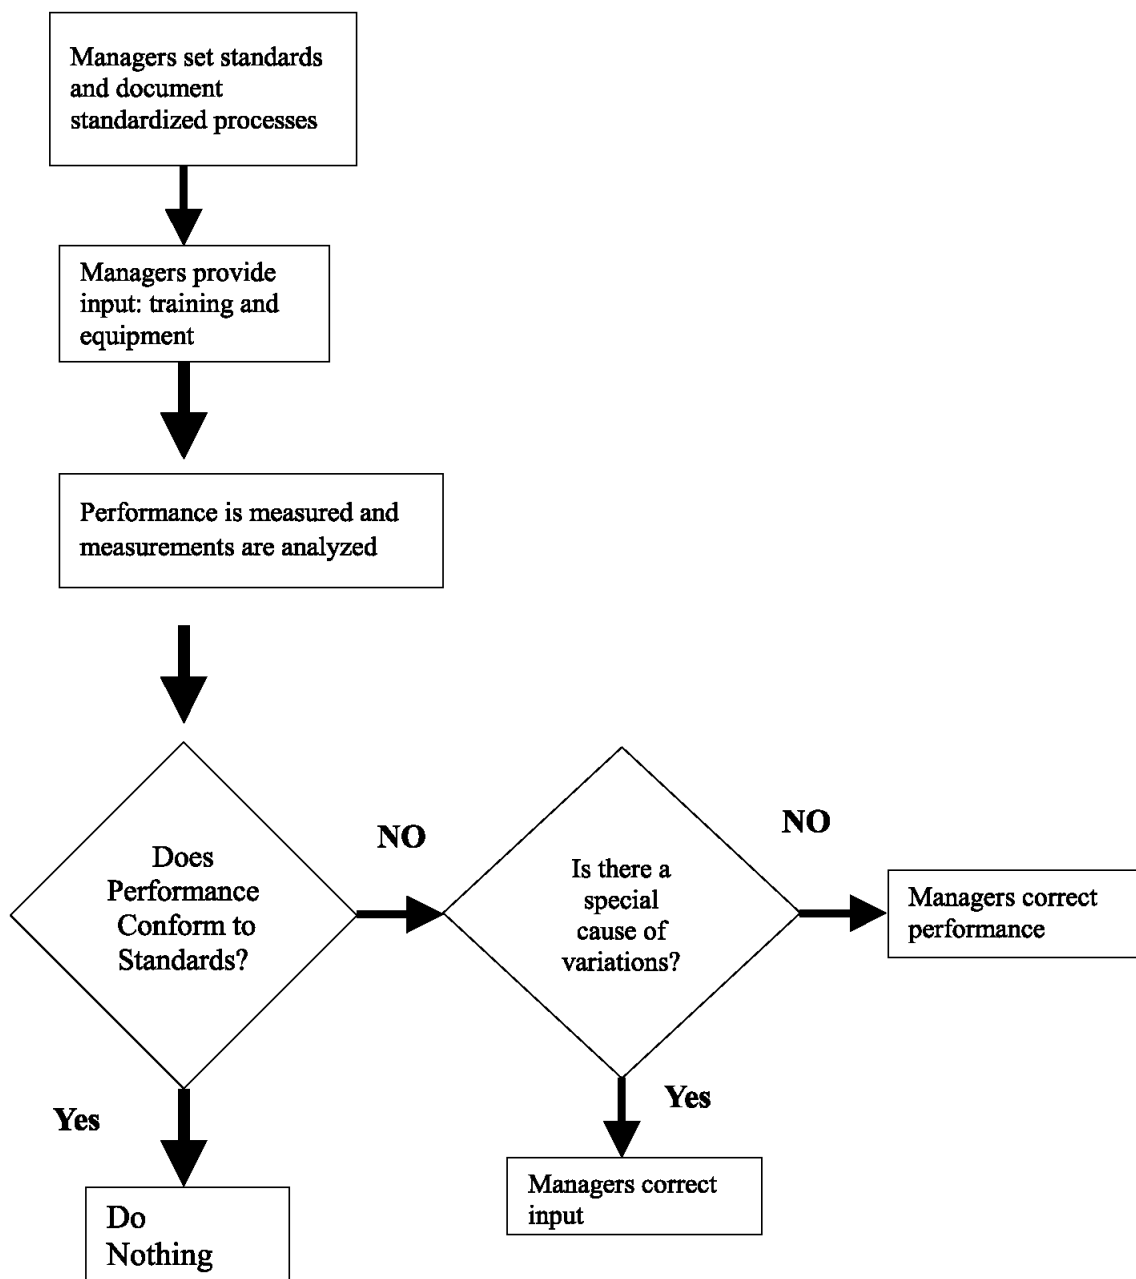 Managers set standards
and document
standardized processes
Managers provide
input: training and
equipment
Performance is measured and
measurements are analyzed
Does
Performance
Conform to
Standards?
NO
Is there a
special
cause of
variations?
NO
Managers correct
performance
Yes
Do
Nothing
Yes
Managers correct
input